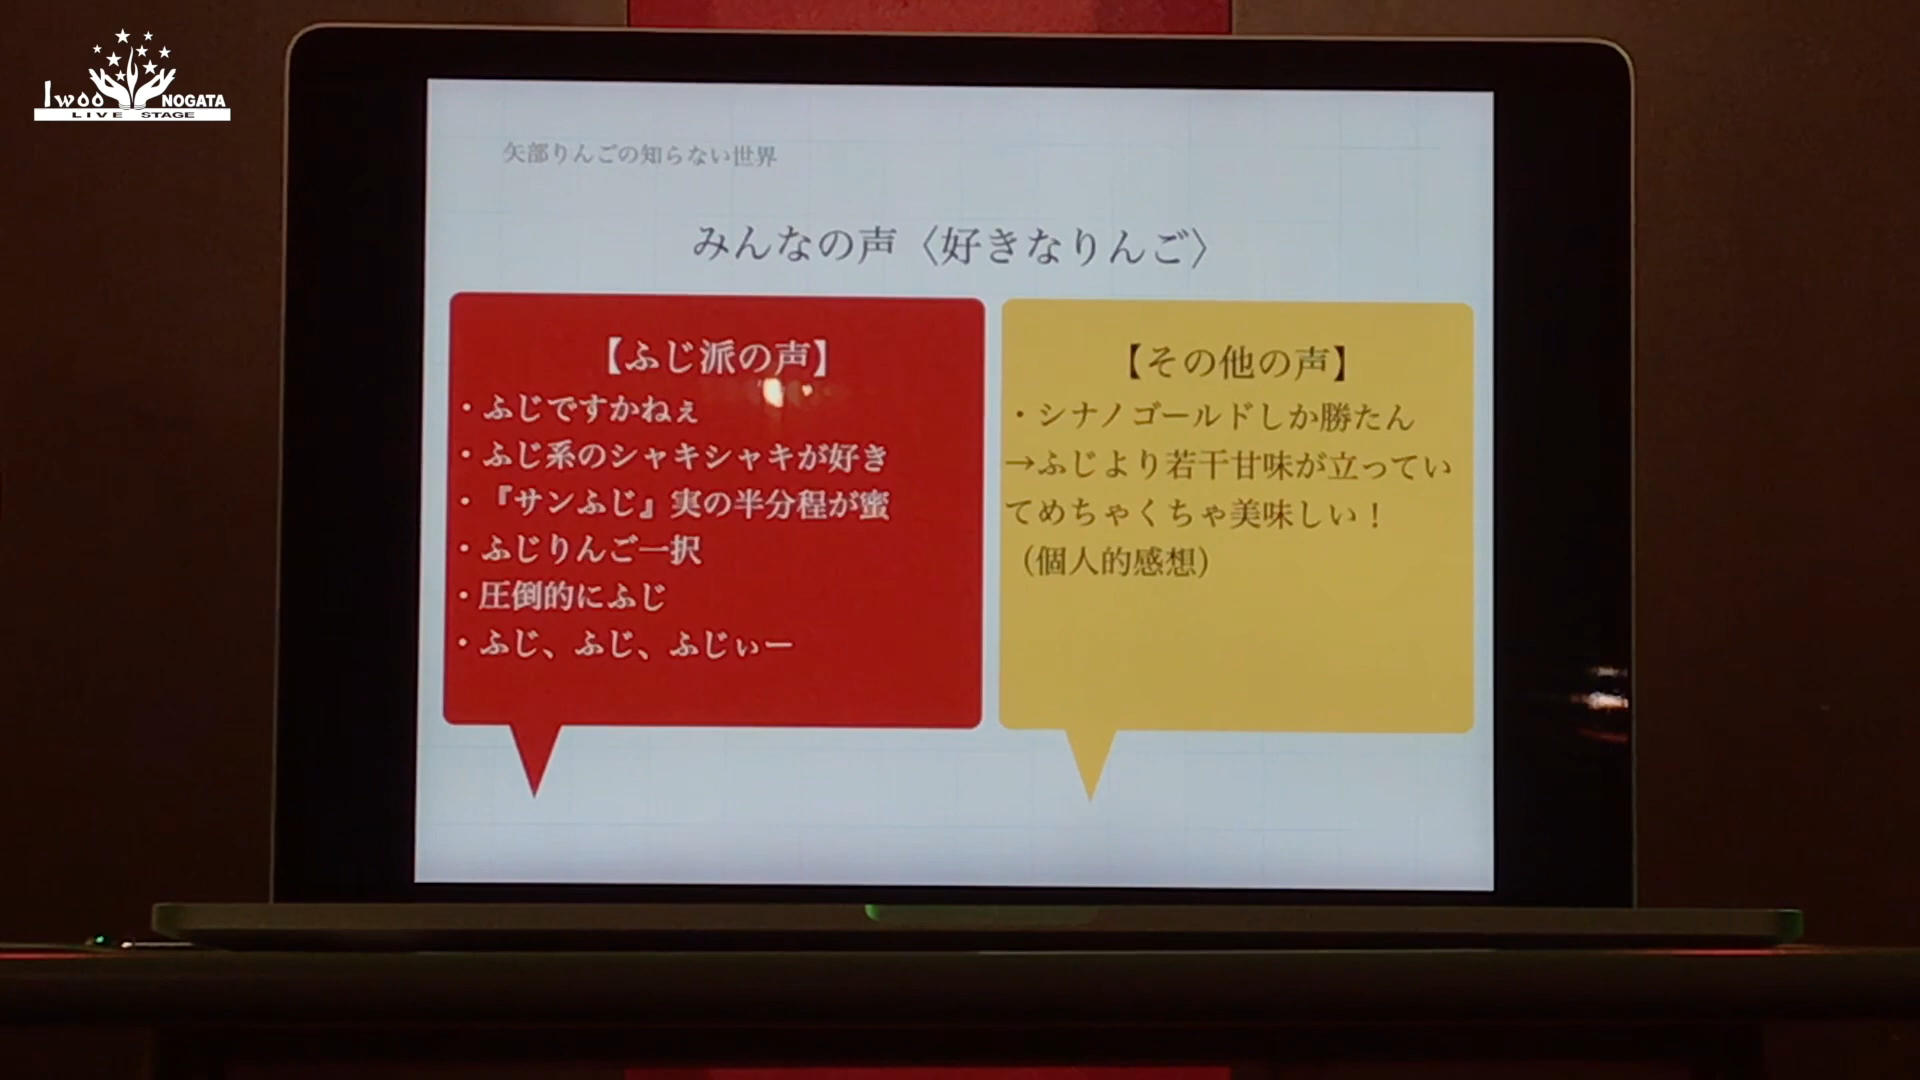 Iwoo NOGATA
LIVE STAGE
矢部りんごの知らない世界
みんなの声〈好きなりんご〉
【ふじ派の声】
・ふじですかねぇ
・ふじ系のシャキシャキが好き
・『サンふじ』実の半分程が蜜
・ふじりんご一択
・圧倒的にふじ
・ふじ、ふじ、ふじぃー
【その他の声】
・シナノゴールドしか勝たん
→ふじより若干甘味が立ってい
てめちゃくちゃ美味しい！
（個人的感想）